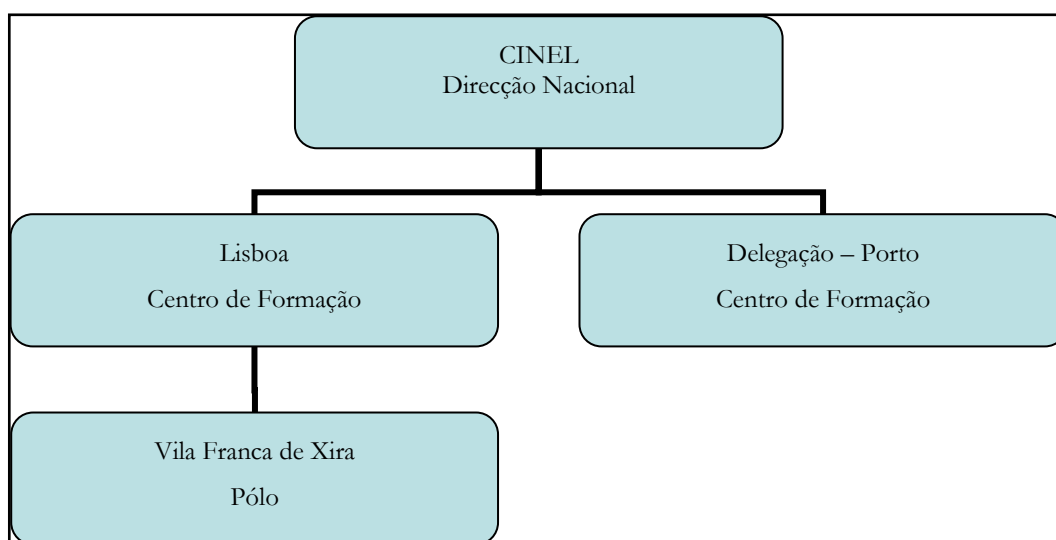 CINEL
Direcção Nacional
Lisboa
Centro de Formação
Delegação – Porto
Centro de Formação
Vila Franca de Xira
Pólo